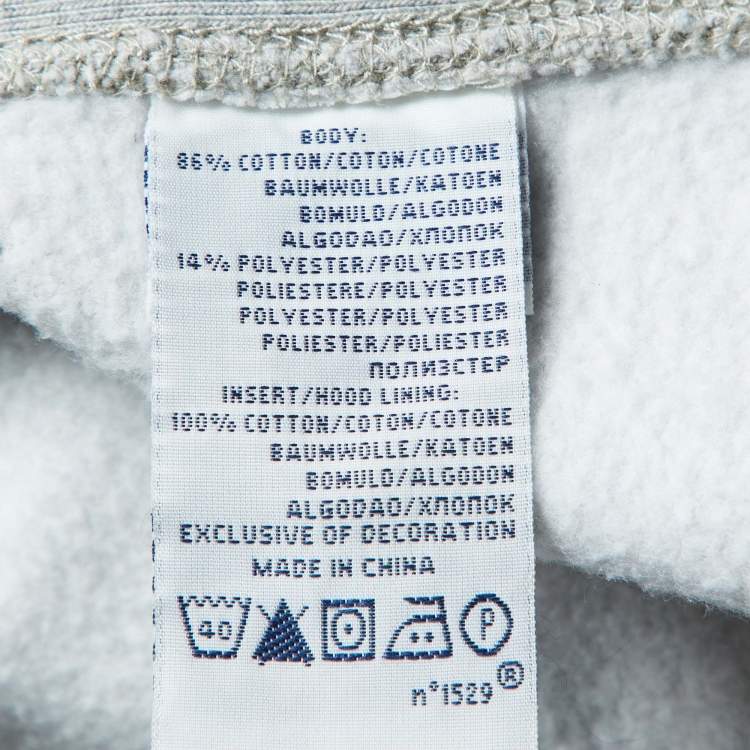 BODY:
86% COTTON/COTON/COTONE
BAUMWOLLE/KATOEN
BOMULD/ALGODON
ALGODAO/ХЛОПОК
14% POLYESTER/POLYESTER
POLIESTERE/POLYESTER
POLYESTER/POLYESTER
POLIESTER/POLIESTER
ПОЛИЭСТЕР
INSERT/HOOD LINING:
100% COTTON/COTON/COTONE
BAUMWOLLE/KATOEN
BOMULD/ALGODON
ALGODAO/ХЛОПОК
EXCLUSIVE OF DECORATION
MADE IN CHINA
40 P
n°1529®